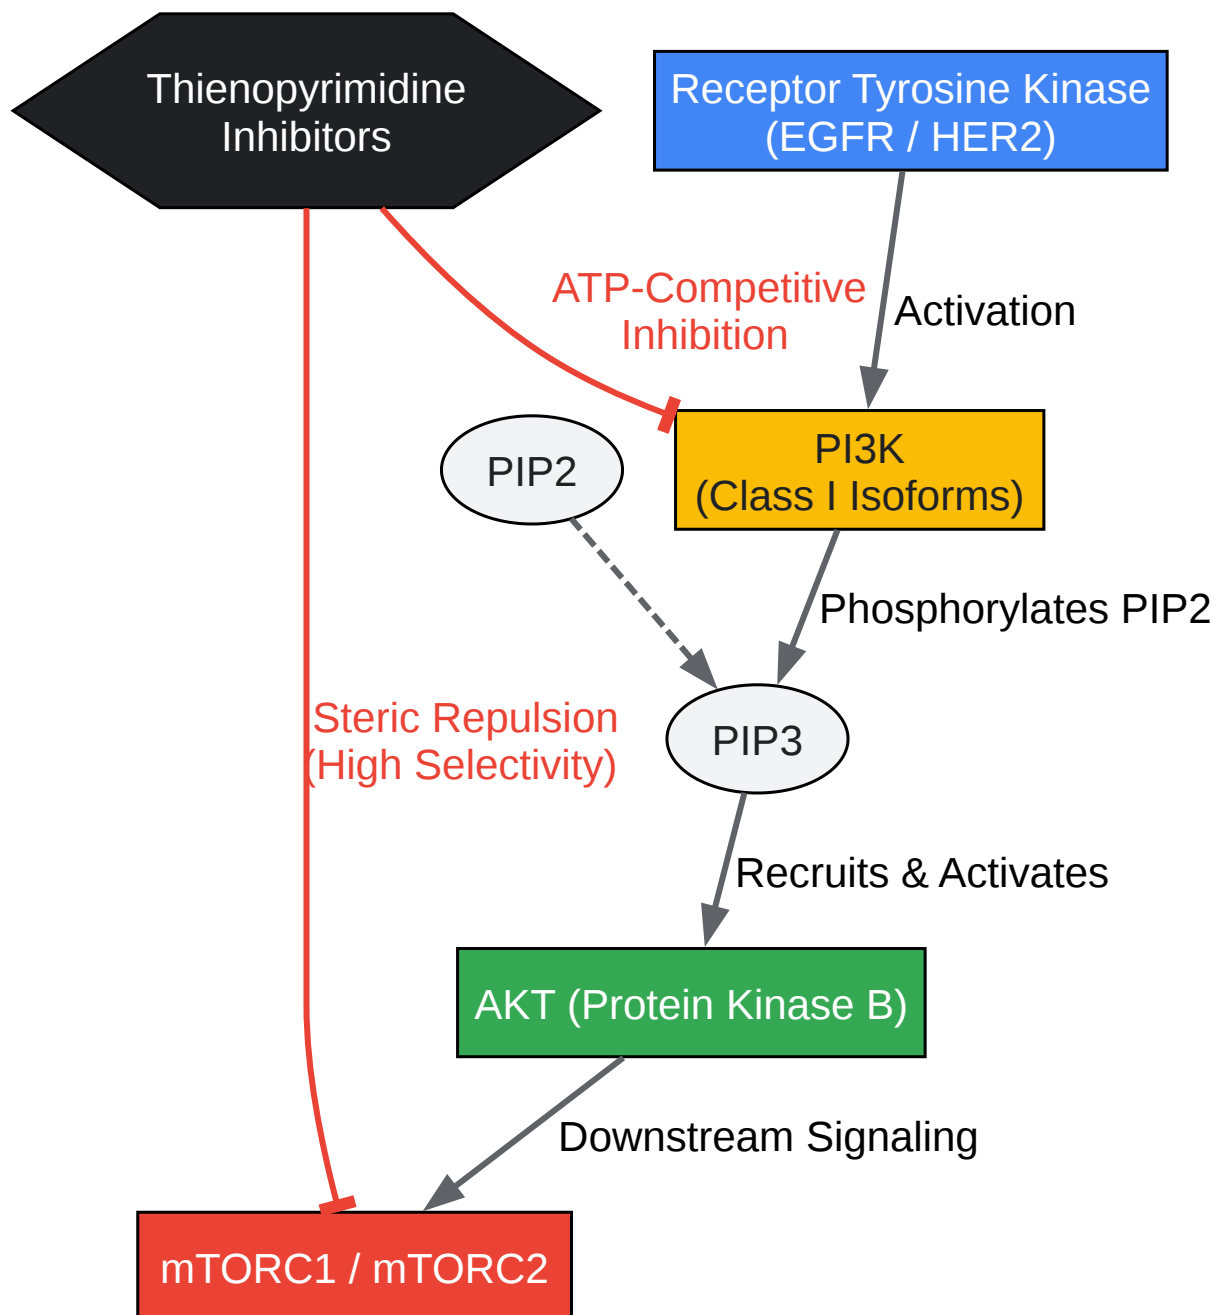 Thienopyrimidine
Inhibitors
Receptor Tyrosine Kinase
(EGFR / HER2)
ATP-Competitive
Inhibition
Activation
PIP2
PI3K
(Class I Isoforms)
Phosphorylates PIP2
Steric Repulsion
(High Selectivity)
PIP3
Recruits & Activates
AKT (Protein Kinase B)
Downstream Signaling
mTORC1 / mTORC2